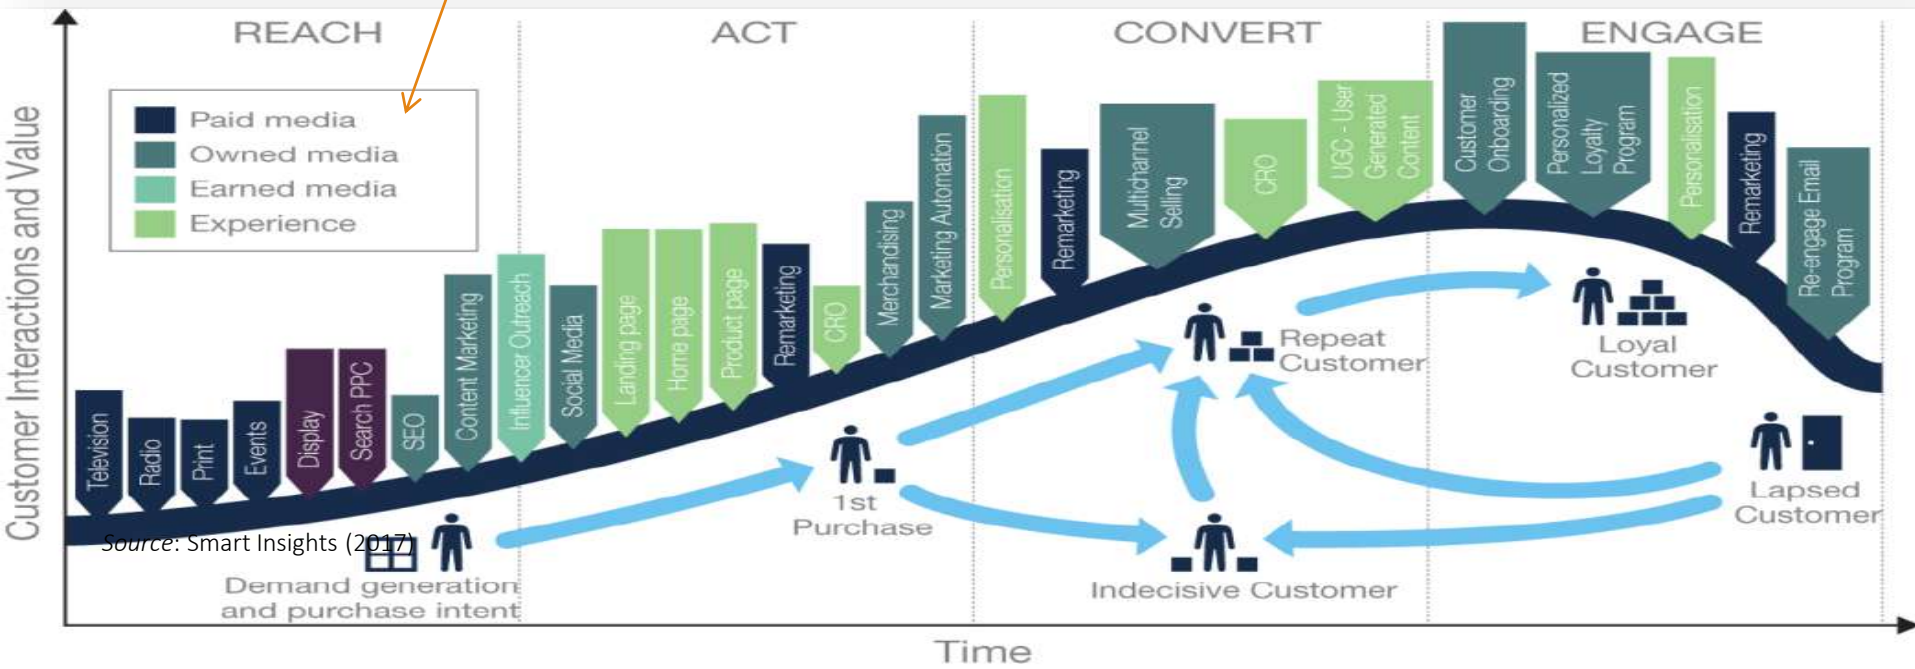 REACH
ACT
CONVERT
ENGAGE
Customer Interactions and Value
Paid media
Owned media
Earned media
Experience
Television
Radio
Print
Events
Display
Search PPC
SEO
Content Marketing
Influencer Outreach
Social Media
Landing page
Home page
Product page
Remarketing
CRO
Merchandising
Marketing Automation
Personalisation
Remarketing
Multichannel
Selling
CRO
UGC - User
Generated
Content
Customer
Onboarding
Personalized
Loyalty
Program
Personalisation
Remarketing
Re-engage Email
Program
Source: Smart Insights (2017)
Demand generation
and purchase intent
1st
Purchase
Repeat
Customer
Indecisive Customer
Loyal
Customer
Lapsed
Customer
Time